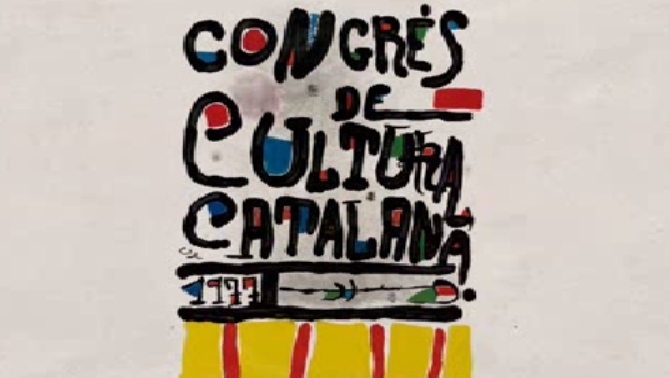 CONGRÉS
DE
CULTURA
CATALANA
1977